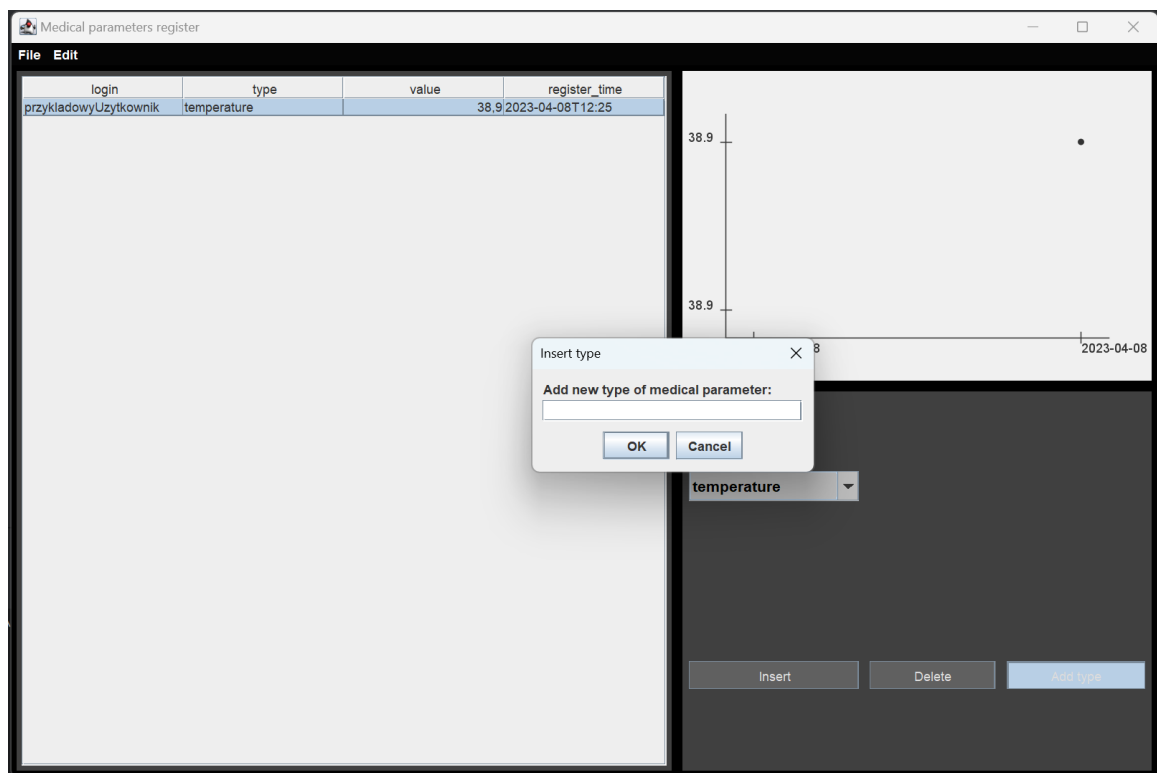 Medical parameters register
File Edit
login type value register_time
przykladowyUzytkownik temperature 38,9 2023-04-08T12:25
38.9
38.9
8 2023-04-08
Insert type
Add new type of medical parameter:
OK Cancel
temperature
Insert Delete Add type